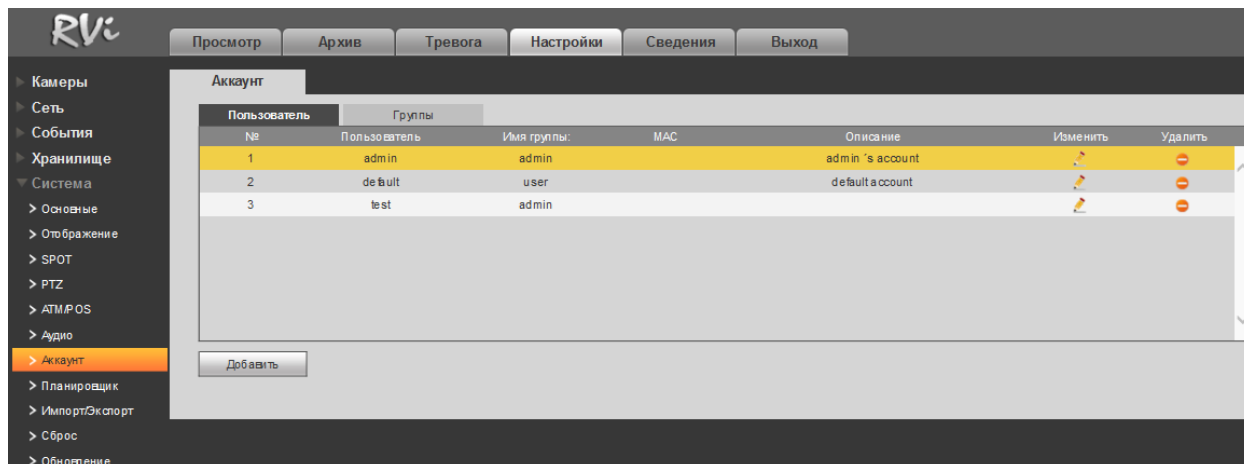 RVi
Просмотр Архив Тревога Настройки Сведения Выход
Камеры
Сеть
События
Хранилище
Система
> Основные
> Отображение
> SPOT
> PTZ
> ATM/POS
> Аудио
> Аккаунт
> Планировщик
> Импорт/Экспорт
> Сброс
> Обновление
Аккаунт
Пользователь Группы
№ Пользователь Имя группы: MAC Описание Изменить Удалить
1 admin admin admin 's account
2 default user default account
3 test admin
Добавить